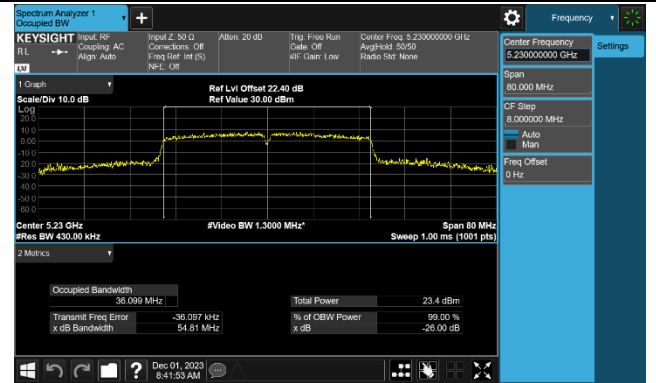 Spectrum Analyzer 1
Occupied BW
Frequency
KEYSIGHT
RL
LXI
Input: RF
Coupling: AC
Align: Auto
Input Z: 50 Ω
Corrections: Off
Freq Ref: Int (S)
NFE: Off
Atten: 20 dB
Trig: Free Run
Gate: Off
#IF Gain: Low
Center Freq: 5.230000000 GHz
Avg|Hold: 50/50
Radio Std: None
Center Frequency
5.230000000 GHz
Settings
Span
80.000 MHz
CF Step
8.000000 MHz
Auto
Man
Freq Offset
0 Hz
1 Graph
Scale/Div 10.0 dB
Ref Lvl Offset 22.40 dB
Ref Value 30.00 dBm
Log
20.0
10.0
0.00
-10.0
-20.0
-30.0
-40.0
-50.0
-60.0
Center 5.23 GHz
#Res BW 430.00 kHz
#Video BW 1.3000 MHz*
Span 80 MHz
Sweep 1.00 ms (1001 pts)
2 Metrics
Occupied Bandwidth
36.099 MHz
Total Power 23.4 dBm
Transmit Freq Error -36.097 kHz
% of OBW Power 99.00 %
x dB Bandwidth 54.81 MHz
x dB -26.00 dB
?
Dec 01, 2023
8:41:53 AM